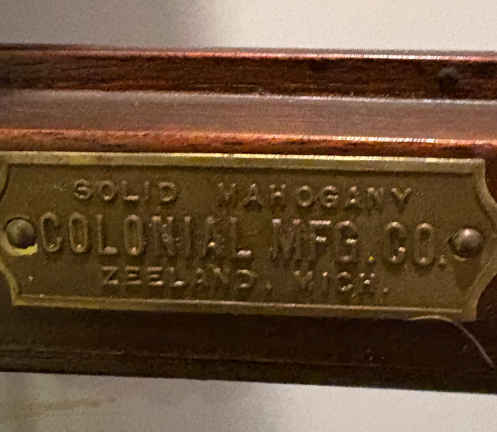 SOLID MAHOGANY
COLONIAL MFG. CO.
ZEELAND, MICH.